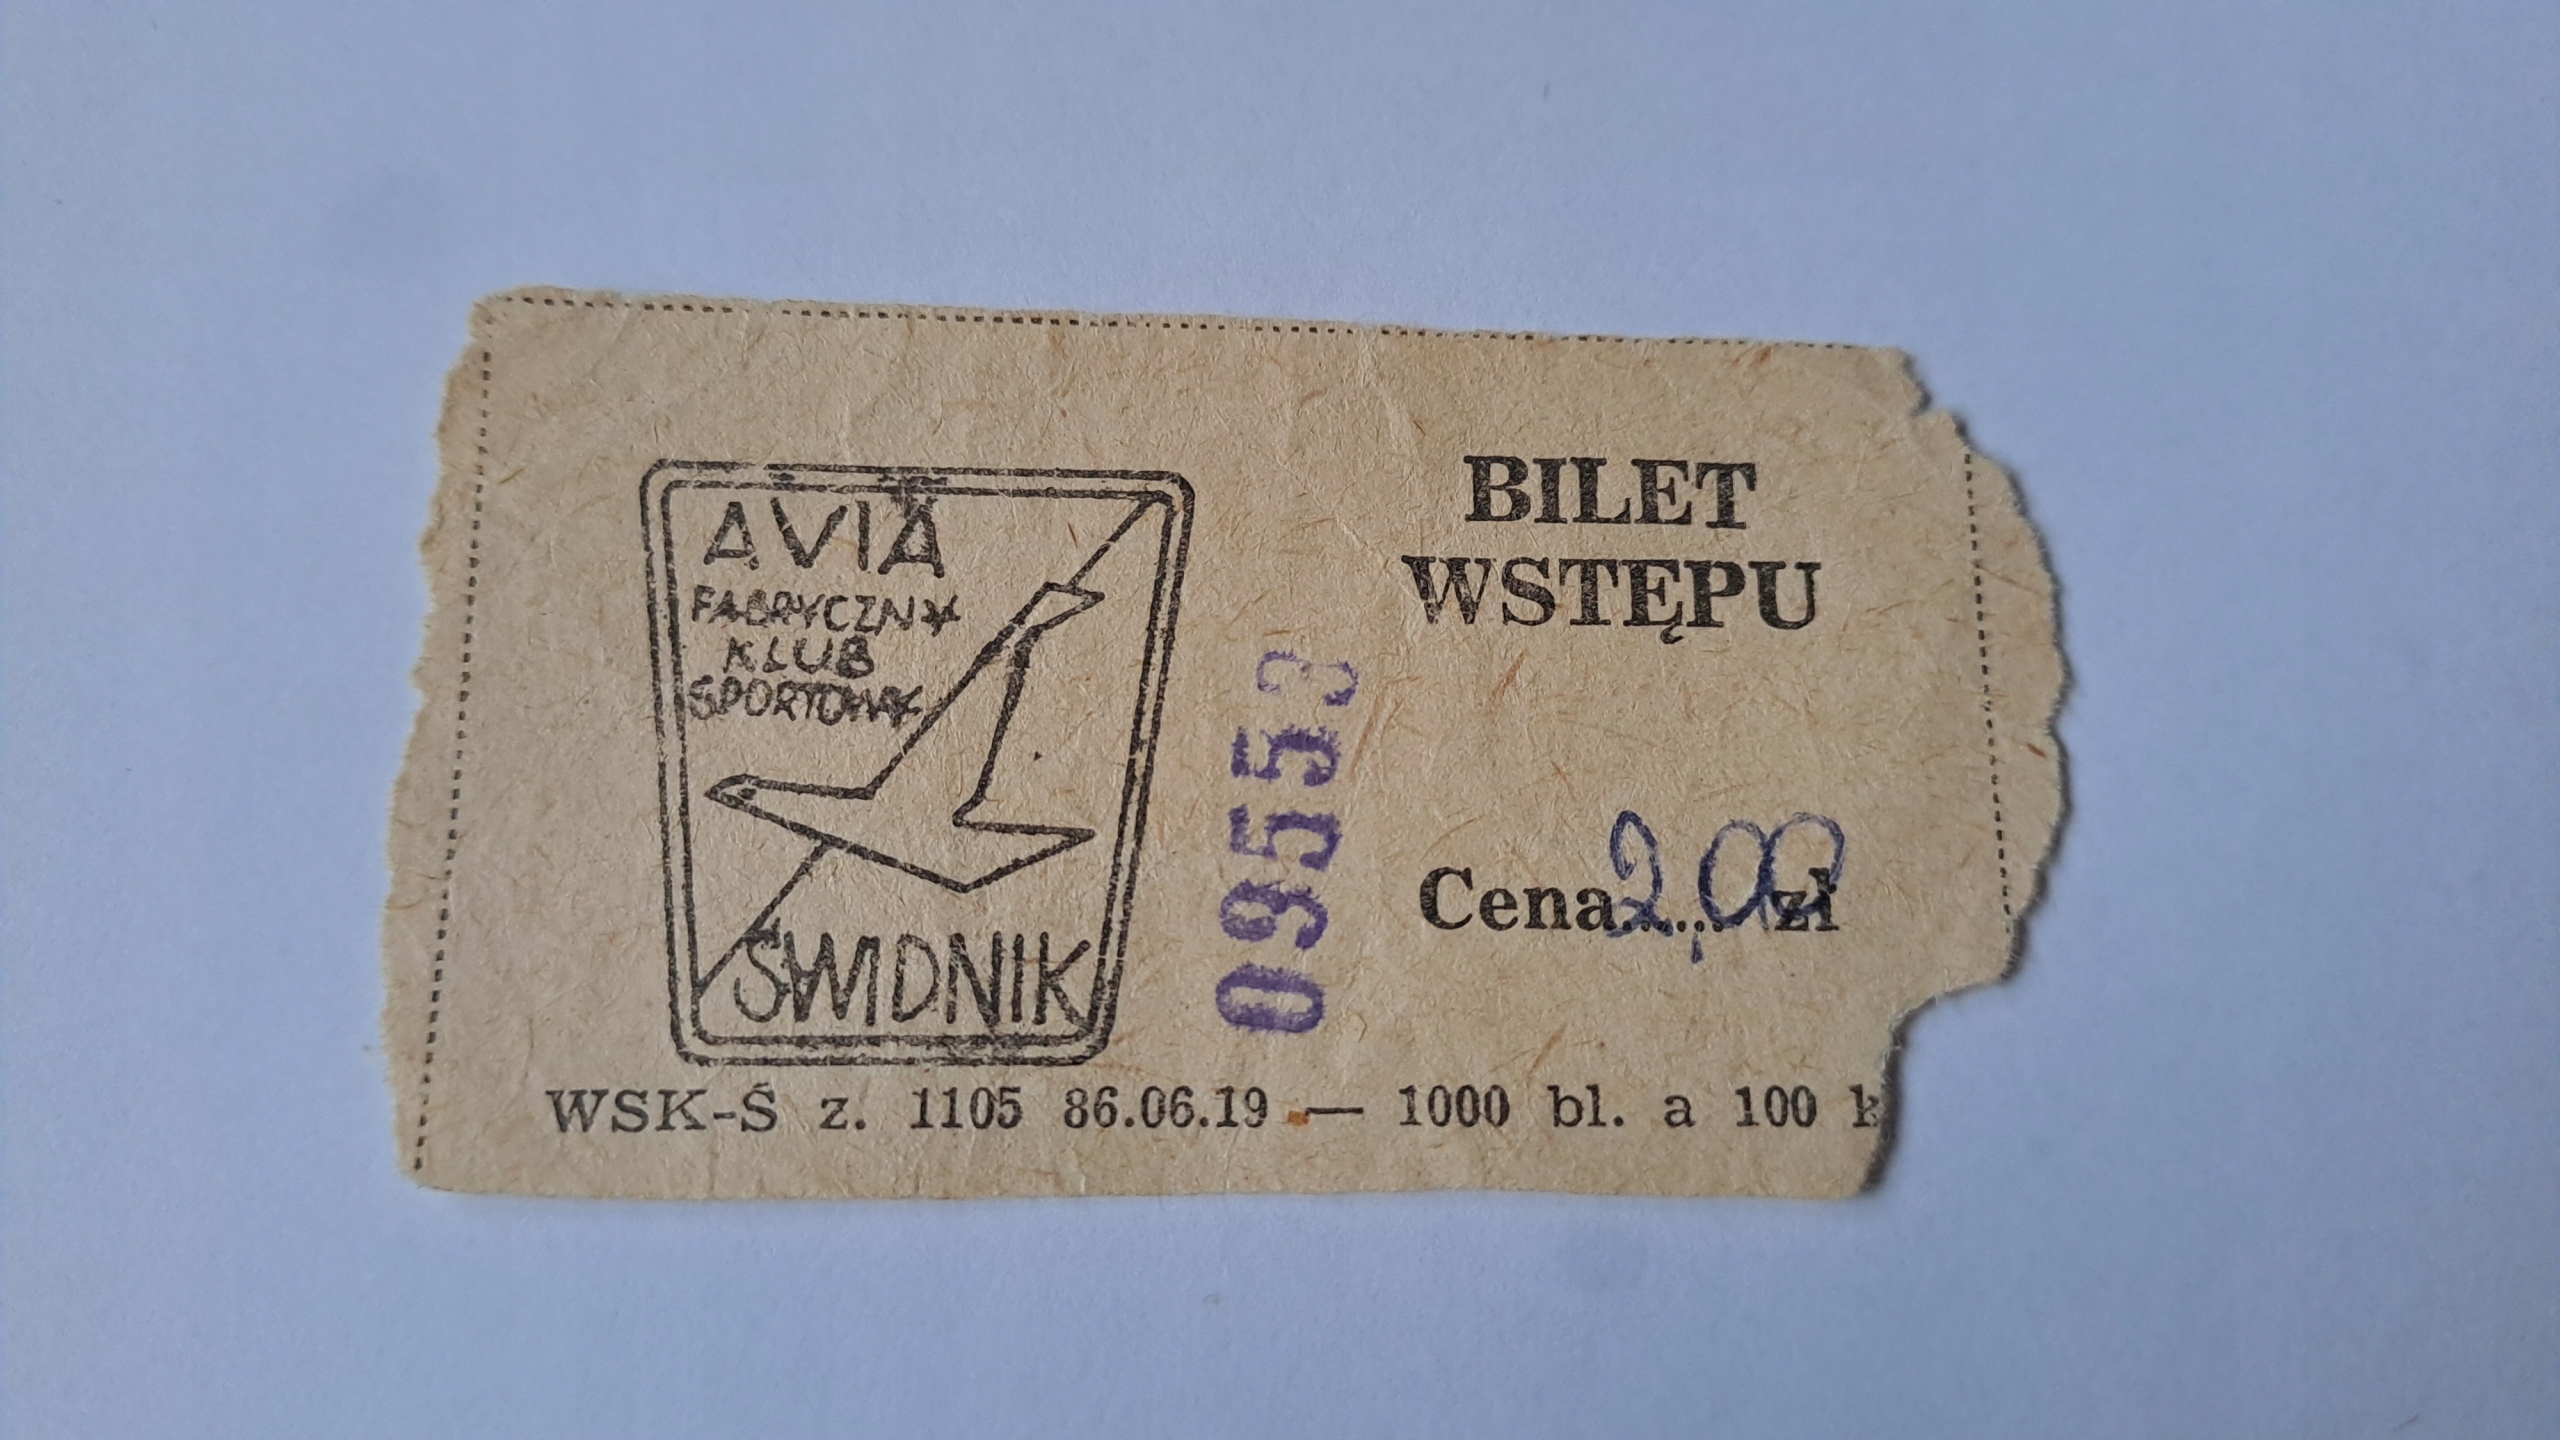 AVIA
FABRYCZNY
KLUB
SPORTOWY
ŚWIDNIK
09553
BILET
WSTĘPU
Cena 2,00 zł
WSK-Ś z. 1105 86.06.19 — 1000 bl. a 100 k